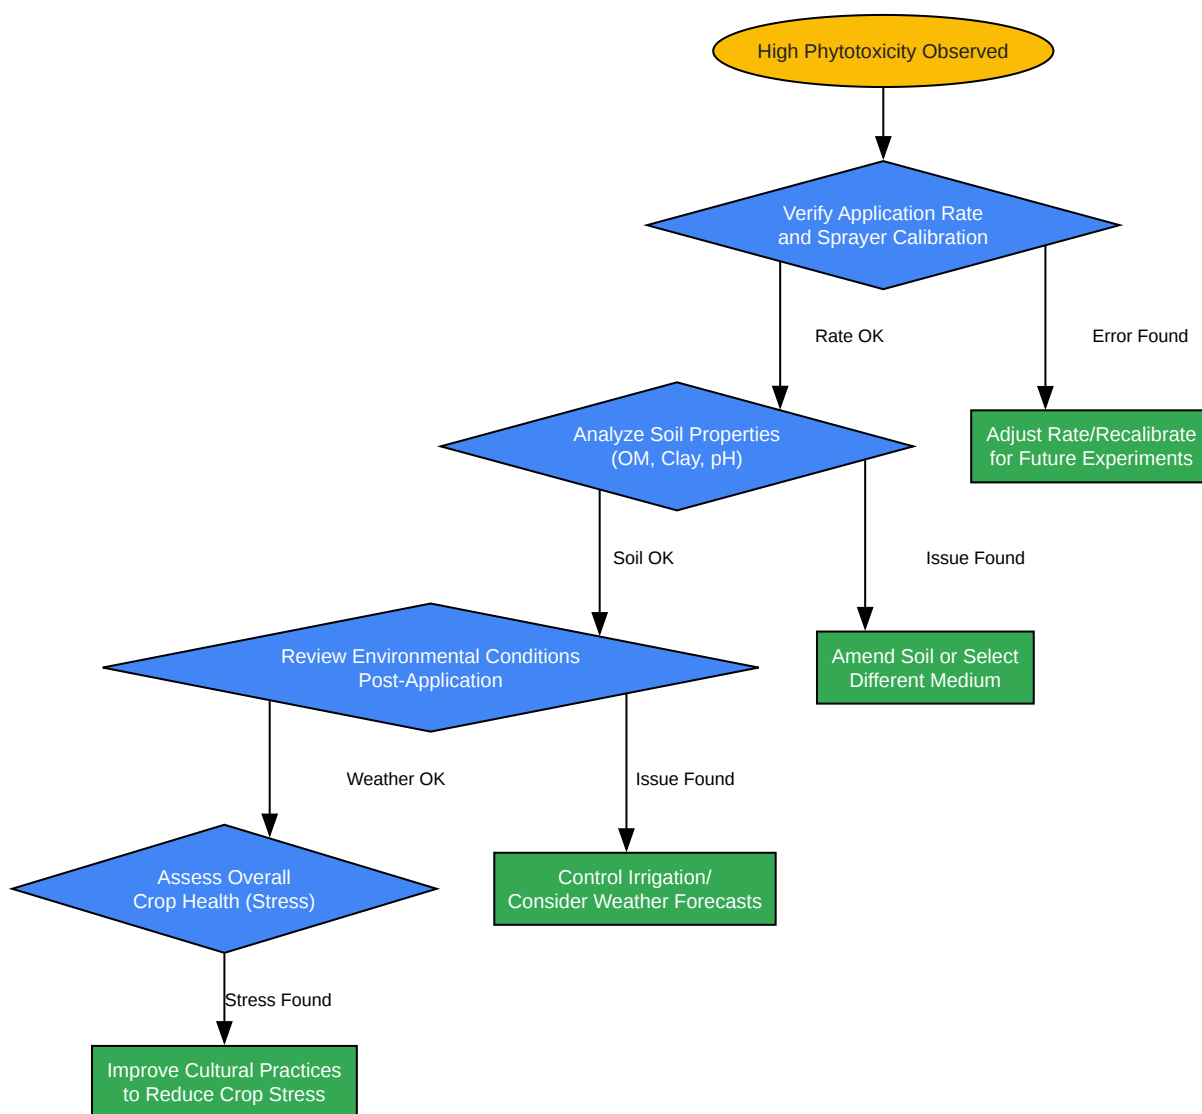 High Phytotoxicity Observed
Verify Application Rate
and Sprayer Calibration
Rate OK
Error Found
Analyze Soil Properties
(OM, Clay, pH)
Adjust Rate/Recalibrate
for Future Experiments
Soil OK
Issue Found
Review Environmental Conditions
Post-Application
Amend Soil or Select
Different Medium
Weather OK
Issue Found
Assess Overall
Crop Health (Stress)
Control Irrigation/
Consider Weather Forecasts
Stress Found
Improve Cultural Practices
to Reduce Crop Stress